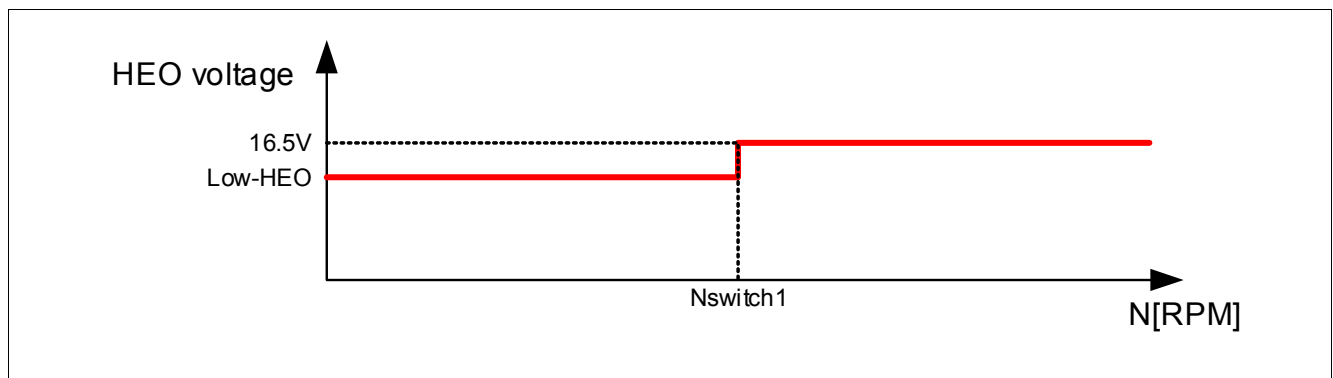 HEO voltage
16.5V
Low-HEO
Nswitch1
N[RPM]